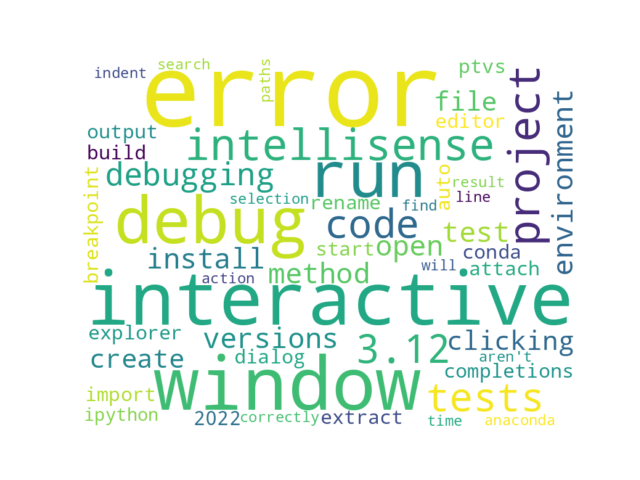 search
paths
ptvs
indent
error
file
project
editor
environment
output
intellisense
build
debugging
run
auto
result
breakpoint
selection
rename
find
line
debug
code
start
open
test
install
method
action
will
conda
attach
interactive
explorer
versions
3.12
clicking
create
dialog
aren't
completions
window
import
tests
ipython
2022
correctly
extract
time
anaconda